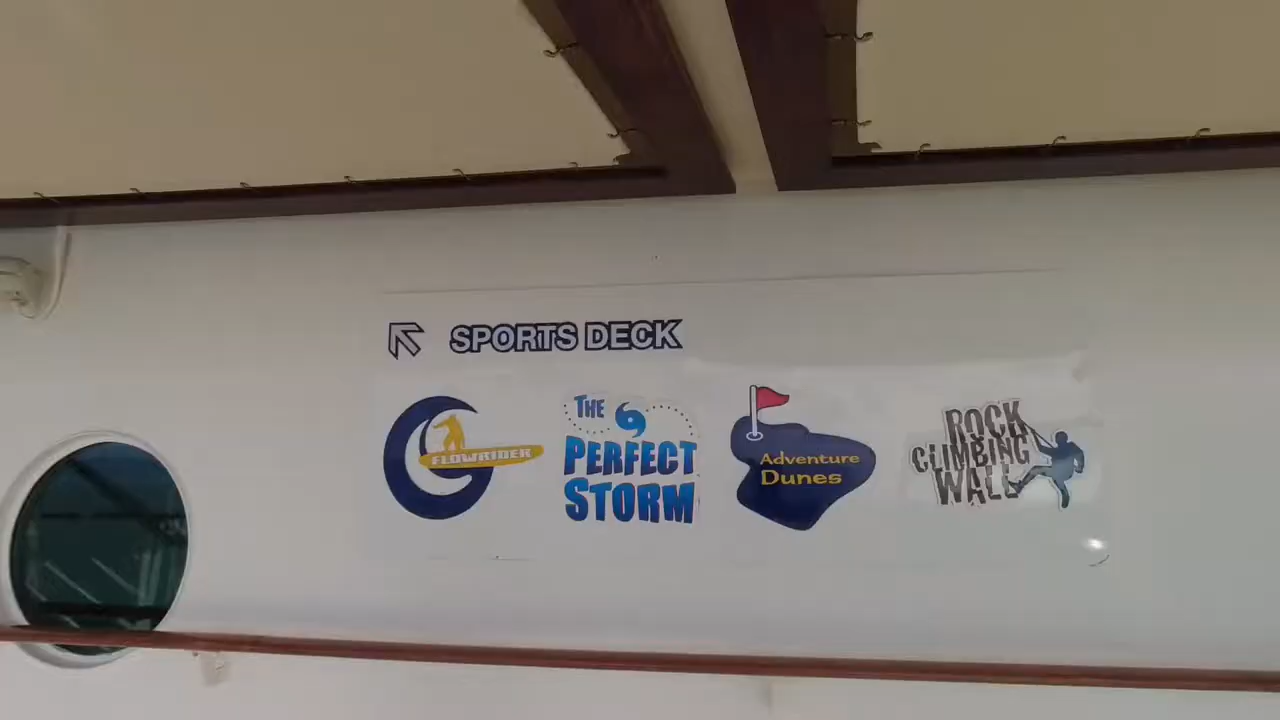 SPORTS DECK
FLOWRIDER
THE
PERFECT
STORM
Adventure
Dunes
ROCK
CLIMBING
WALL